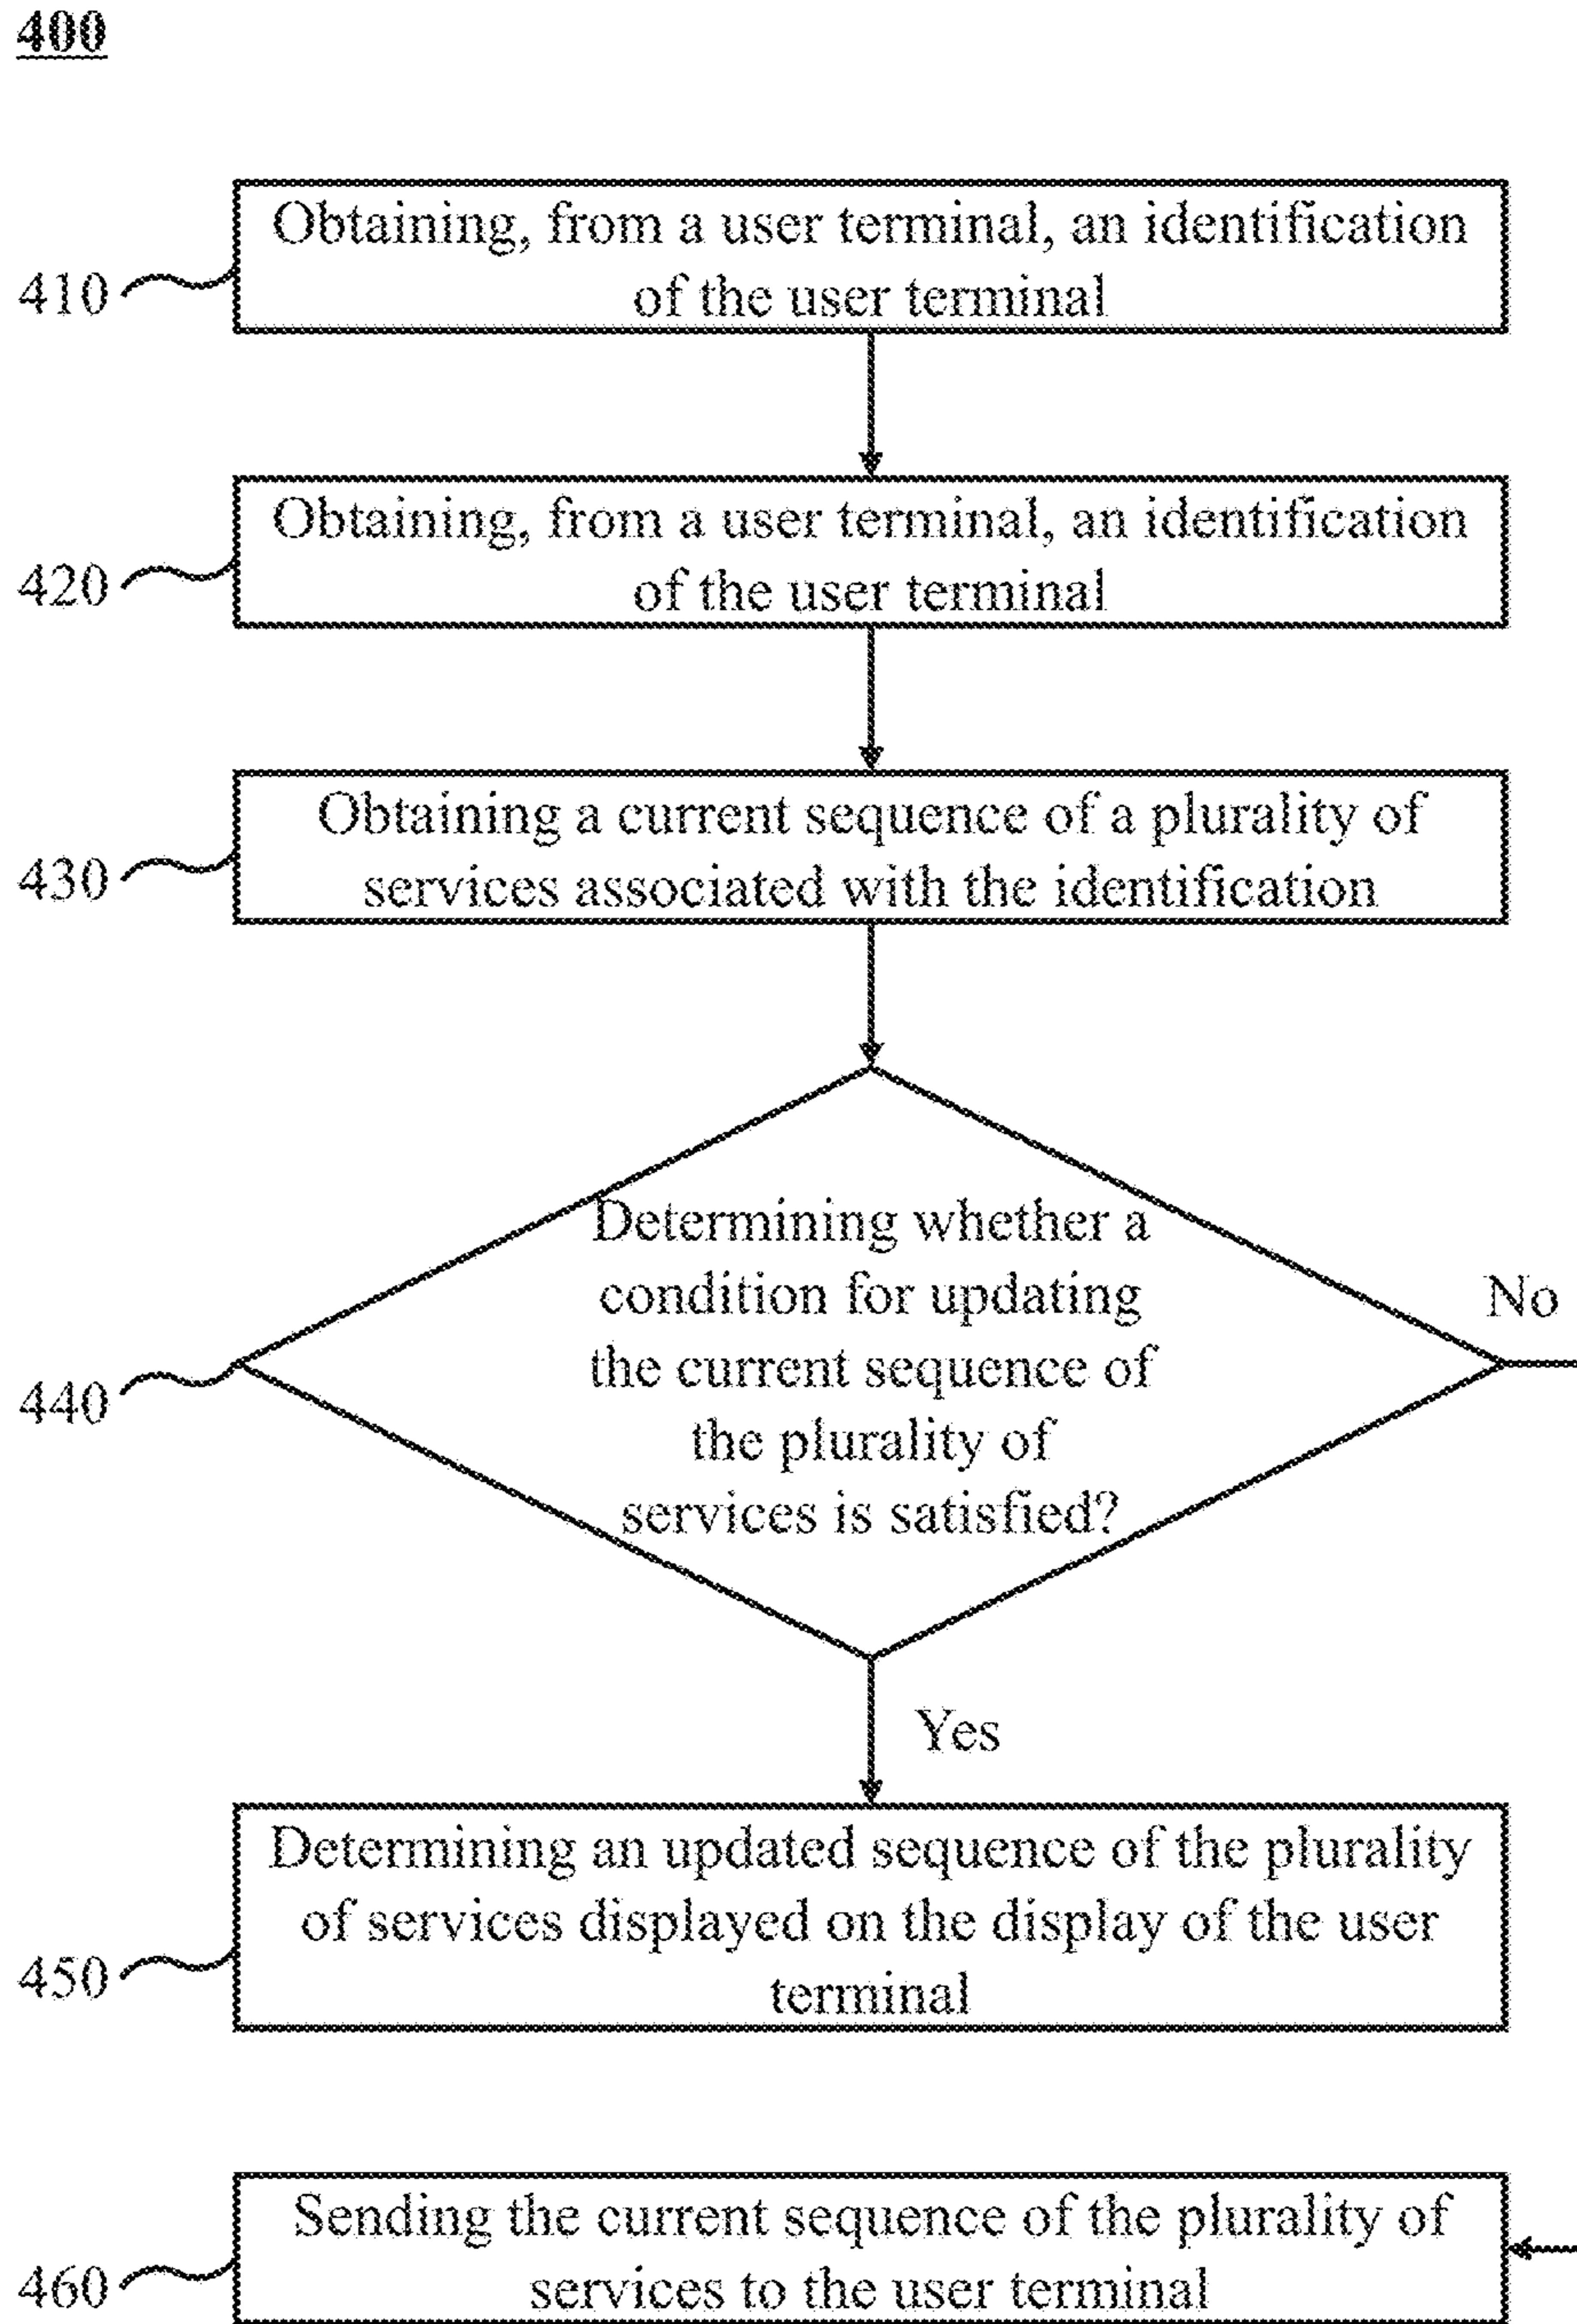 400
Obtaining, from a user terminal, an identification
of the user terminal
410
Obtaining, from a user terminal, an identification
of the user terminal
420
Obtaining a current sequence of a plurality of
services associated with the identification
430
Determining whether a
condition for updating
the current sequence of
the plurality of
services is satisfied?
No
440
Yes
Determining an updated sequence of the plurality
of services displayed on the display of the user
terminal
450
Sending the current sequence of the plurality of
services to the user terminal
460